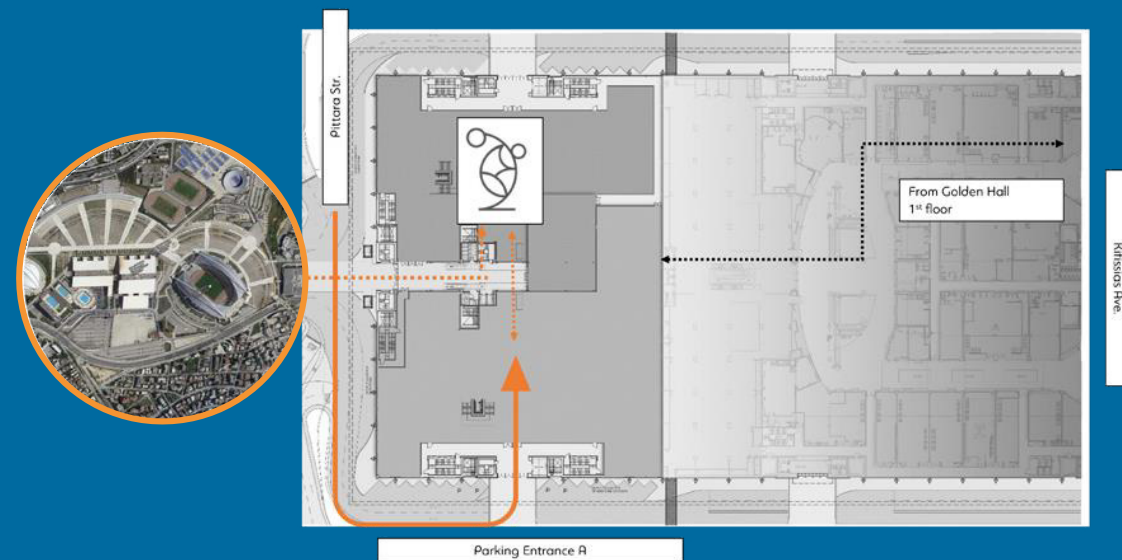 Pittara Str.
From Golden Hall
1st floor
Kifissias Ave.
Parking Entrance A